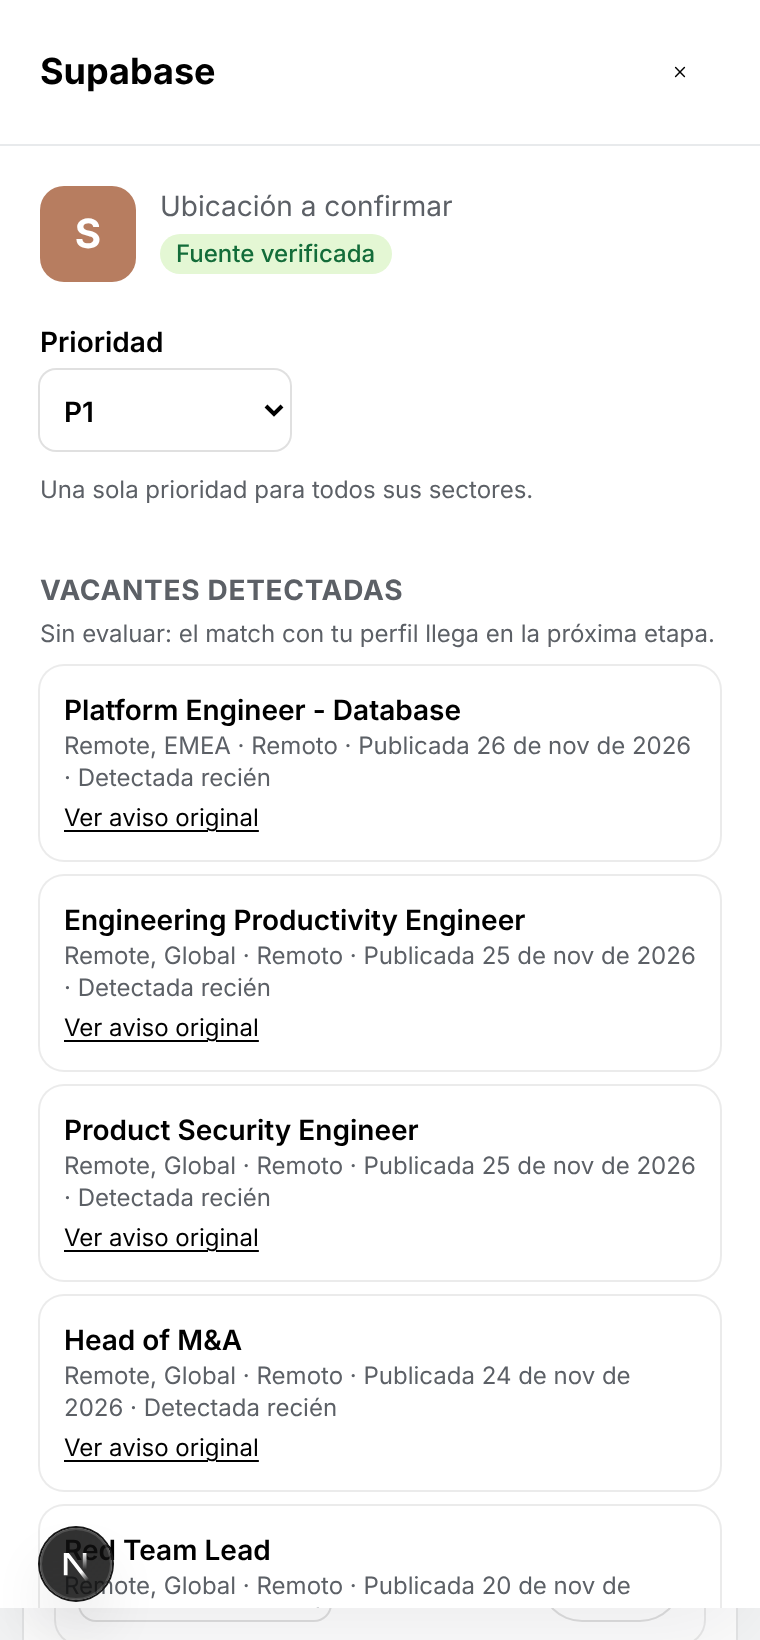 Supabase
×
S
Ubicación a confirmar
Fuente verificada
Prioridad
P1
Una sola prioridad para todos sus sectores.
VACANTES DETECTADAS
Sin evaluar: el match con tu perfil llega en la próxima etapa.
Platform Engineer - Database
Remote, EMEA · Remoto · Publicada 26 de nov de 2026
· Detectada recién
Ver aviso original
Engineering Productivity Engineer
Remote, Global · Remoto · Publicada 25 de nov de 2026
· Detectada recién
Ver aviso original
Product Security Engineer
Remote, Global · Remoto · Publicada 25 de nov de 2026
· Detectada recién
Ver aviso original
Head of M&A
Remote, Global · Remoto · Publicada 24 de nov de
2026 · Detectada recién
Ver aviso original
Red Team Lead
N
Remote, Global · Remoto · Publicada 20 de nov de